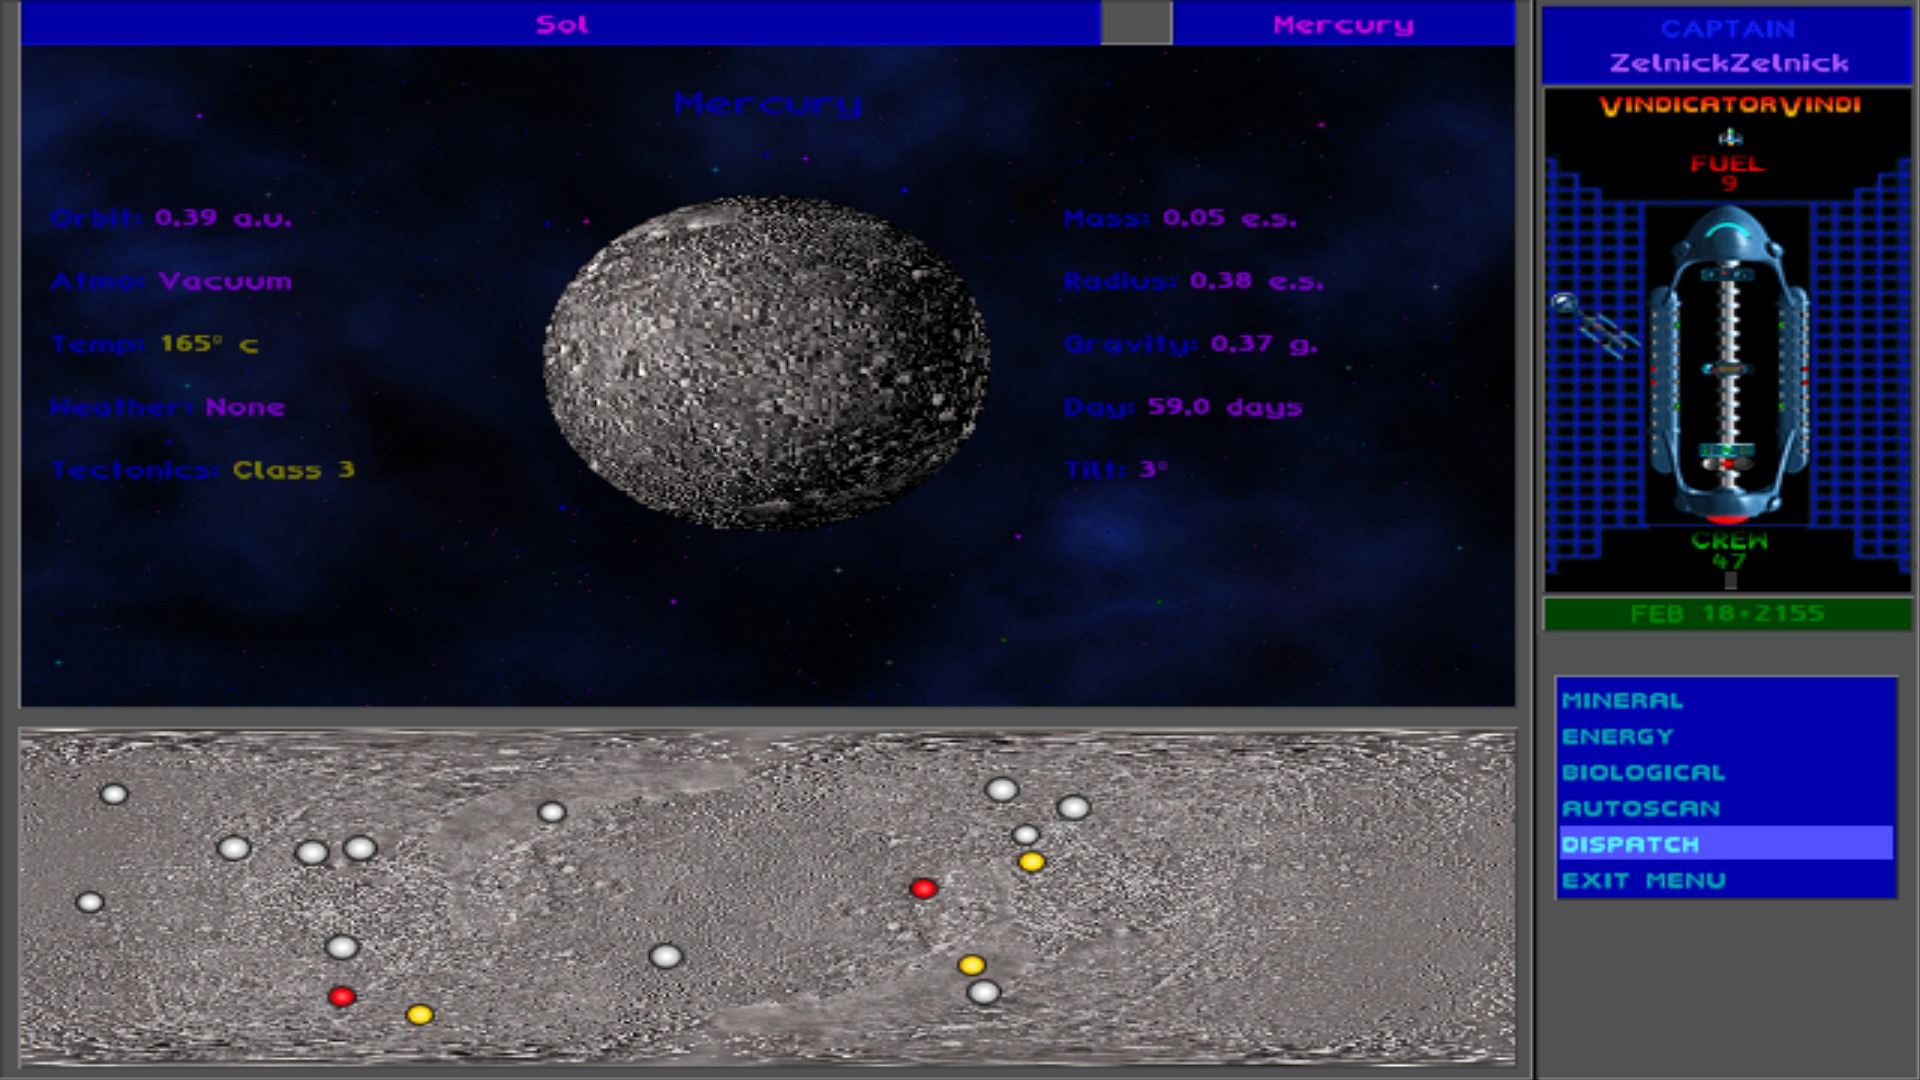 Sol
Mercury
Mercury
Orbit: 0.39 a.u.
Atmo: Vacuum
Temp: 165º c
Weather: None
Tectonics: Class 3
Mass: 0.05 e.s.
Radius: 0.38 e.s.
Gravity: 0.37 g.
Day: 59.0 days
Tilt: 3º
CAPTAIN
ZelnickZelnick
VINDICATORVINDI
FUEL
9
CREW
47
FEB 18•2155
MINERAL
ENERGY
BIOLOGICAL
AUTOSCAN
DISPATCH
EXIT MENU